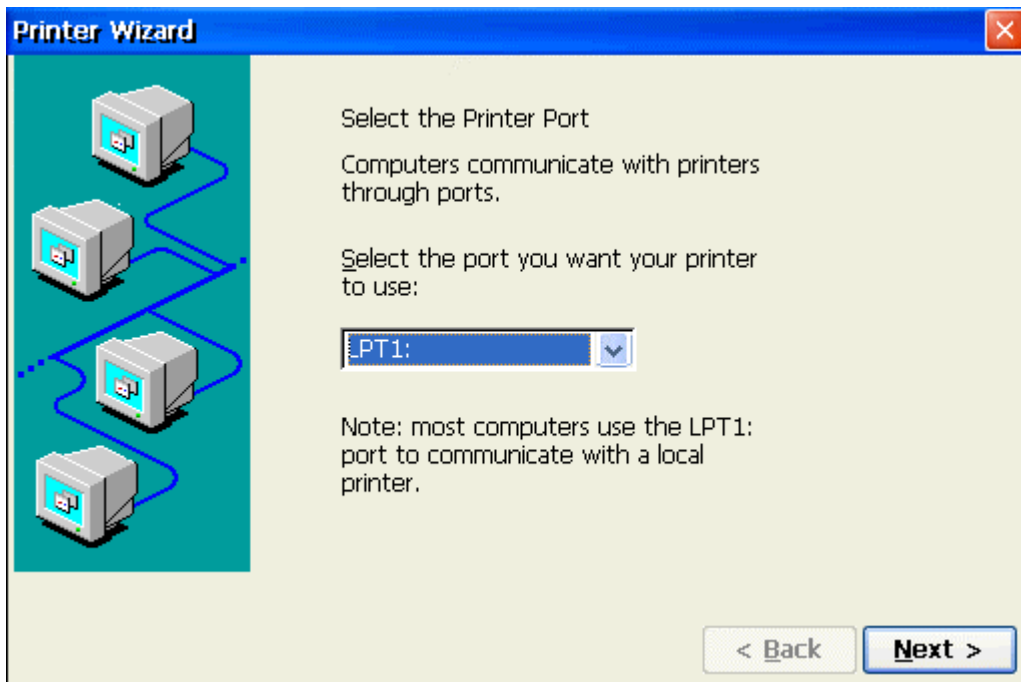 Printer Wizard
Select the Printer Port
Computers communicate with printers
through ports.
Select the port you want your printer
to use:
LPT1:
Note: most computers use the LPT1:
port to communicate with a local
printer.
< Back
Next >